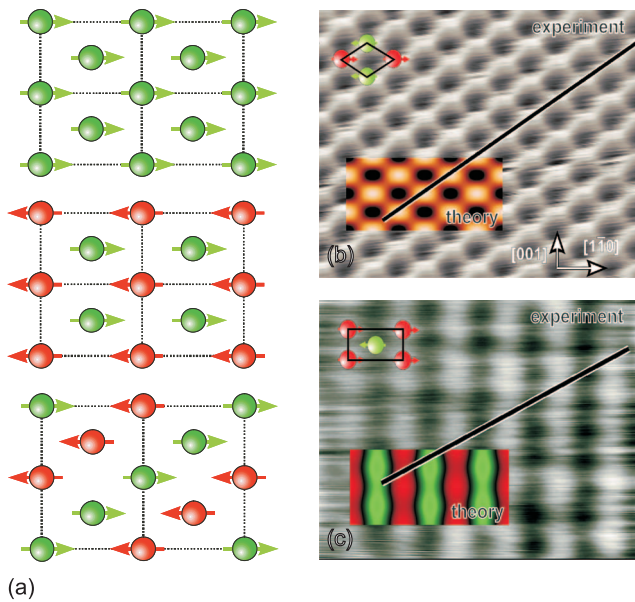 experiment
theory
(b)
[001]
[110]
experiment
theory
(c)
(a)